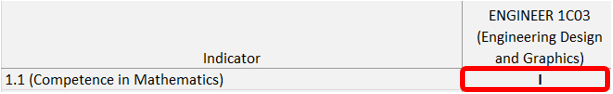 ENGINEER 1C03
(Engineering Design
Indicator and Graphics)
1.1 (Competence in Mathematics) I